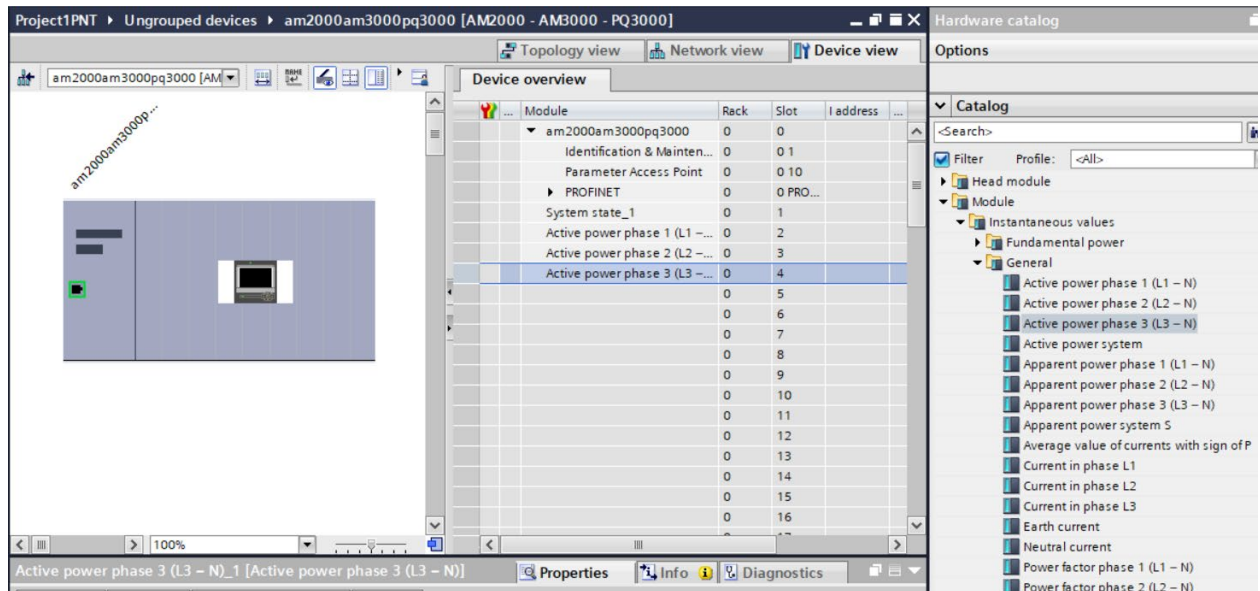 Project1PNT ▸ Ungrouped devices ▸ am2000am3000pq3000 [AM2000 - AM3000 - PQ3000]
Topology view
Network view
Device view
am2000am3000pq3000 [AM
Device overview
am2000am3000p...
... Module Rack Slot I address ...
am2000am3000pq3000 0 0
Identification & Mainten... 0 0 1
Parameter Access Point 0 0 10
PROFINET 0 0 PRO...
System state_1 0 1
Active power phase 1 (L1 –... 0 2
Active power phase 2 (L2 –... 0 3
Active power phase 3 (L3 –... 0 4
0 5
0 6
0 7
0 8
0 9
0 10
0 11
0 12
0 13
0 14
0 15
0 16
100%
Active power phase 3 (L3 – N)_1 [Active power phase 3 (L3 – N)]
Properties
Info
Diagnostics
Hardware catalog
Options
Catalog
<Search>
Filter Profile: <All>
Head module
Module
Instantaneous values
Fundamental power
General
Active power phase 1 (L1 – N)
Active power phase 2 (L2 – N)
Active power phase 3 (L3 – N)
Active power system
Apparent power phase 1 (L1 – N)
Apparent power phase 2 (L2 – N)
Apparent power phase 3 (L3 – N)
Apparent power system S
Average value of currents with sign of P
Current in phase L1
Current in phase L2
Current in phase L3
Earth current
Neutral current
Power factor phase 1 (L1 – N)
Power factor phase 2 (L2 – N)